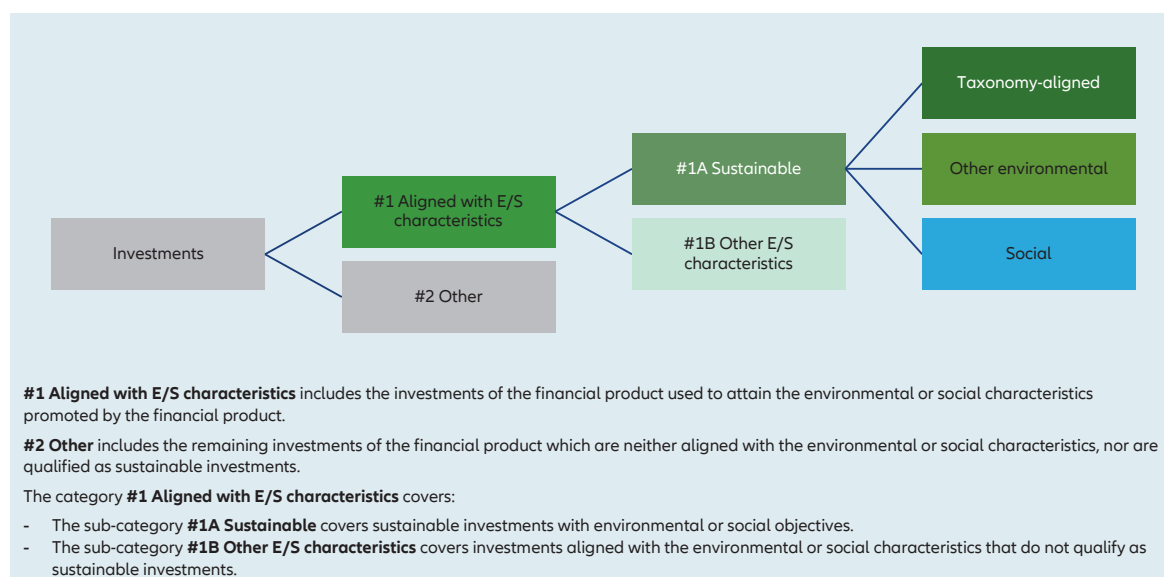 Taxonomy-aligned
#1A Sustainable
Other environmental
#1 Aligned with E/S
characteristics
Investments
#1B Other E/S
characteristics
Social
#2 Other
#1 Aligned with E/S characteristics includes the investments of the financial product used to attain the environmental or social characteristics
promoted by the financial product.
#2 Other includes the remaining investments of the financial product which are neither aligned with the environmental or social characteristics, nor are
qualified as sustainable investments.
The category #1 Aligned with E/S characteristics covers:
- The sub-category #1A Sustainable covers sustainable investments with environmental or social objectives.
- The sub-category #1B Other E/S characteristics covers investments aligned with the environmental or social characteristics that do not qualify as
sustainable investments.